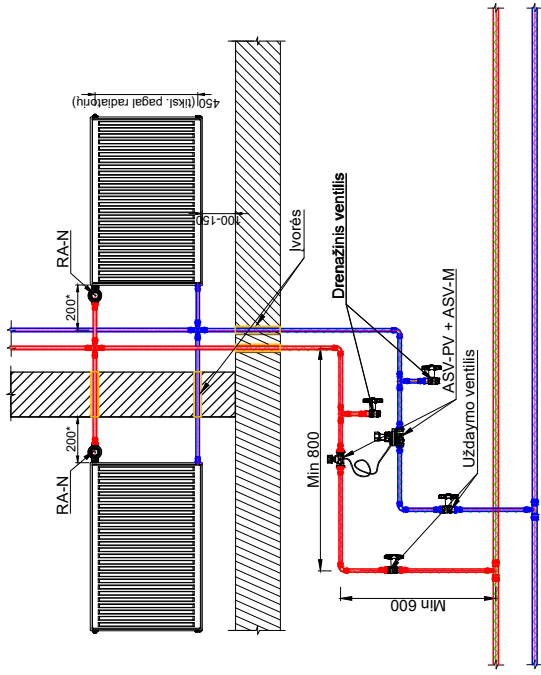 450 (tiksl. pagal radiatorių)
100-150
RA-N
200*
Įvorės
RA-N
200*
Drenažinis ventilis
ASV-PV + ASV-M
Uždaymo ventilis
Min 800
Min 600